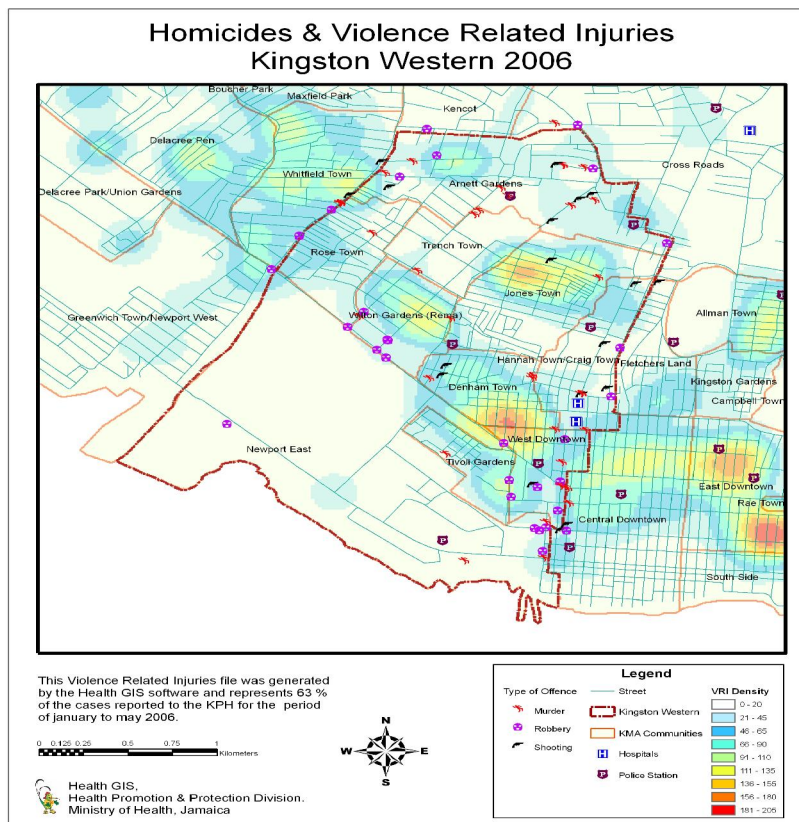 Homicides & Violence Related Injuries
Kingston Western 2006
Boucher Park
Maxfield Park
Kencot
Delacree Pen
Cross Roads
Whitfield Town
Arnett Gardens
Delacree Park/Union Gardens
Rose Town
Trench Town
Jones Town
Greenwich Town/Newport West
Wilton Gardens (Rema)
Allman Town
Hannah Town/Craig Town
Fletchers Land
Kingston Gardens
Denham Town
Campbell Town
West Downtown
Newport East
Tivoli Gardens
East Downtown
Rae Town
Central Downtown
South Side
This Violence Related Injuries file was generated
by the Health GIS software and represents 63 %
of the cases reported to the KPH for the period
of january to may 2006.
0 0.125 0.25 0.5 0.75 1
Kilometers
N
W E
S
Health GIS,
Health Promotion & Protection Division.
Ministry of Health, Jamaica
Legend
Type of Offence
Murder
Robbery
Shooting
Street
Kingston Western
KMA Communities
H Hospitals
P Police Station
VRI Density
0 - 20
21 - 45
46 - 65
66 - 90
91 - 110
111 - 135
136 - 155
156 - 180
181 - 205